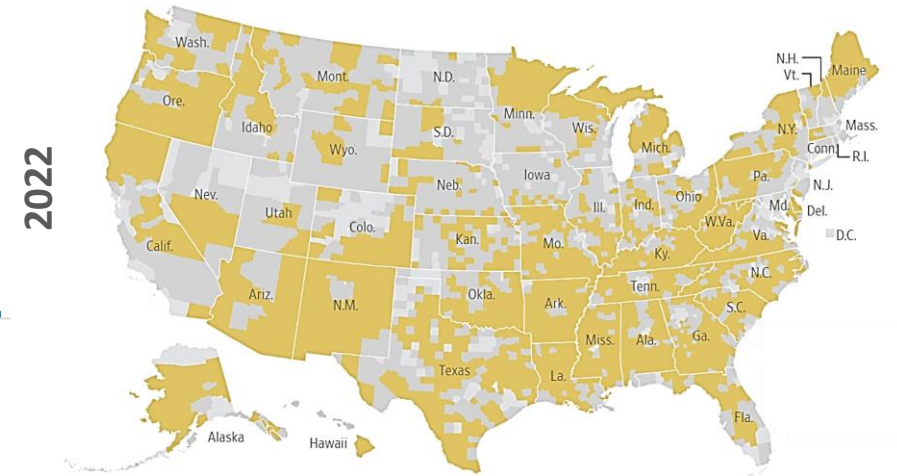 2022
Wash.
Ore.
Idaho
Mont.
Wyo.
Nev.
Utah
Colo.
Calif.
Ariz.
N.M.
N.D.
S.D.
Neb.
Kan.
Okla.
Texas
Minn.
Iowa
Mo.
Ark.
La.
Wis.
Ill.
Ind.
Mich.
Ohio
Ky.
Tenn.
Miss.
Ala.
Ga.
Fla.
S.C.
N.C.
Va.
W.Va.
Pa.
N.Y.
N.H.
Vt.
Maine
Mass.
Conn.
R.I.
N.J.
Md.
Del.
D.C.
Alaska
Hawaii